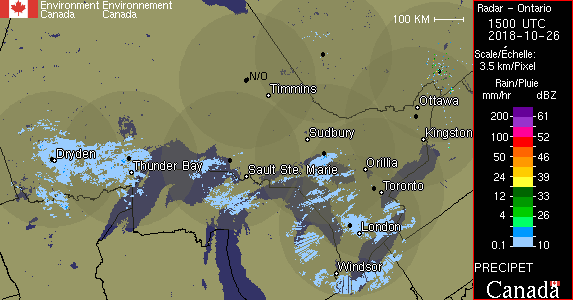 Environment Environnement
Canada Canada
100 KM
N/O
Timmins
Ottawa
Sudbury
Kingston
Dryden
Thunder Bay
Sault Ste. Marie
Orillia
Toronto
London
Windsor
Radar - Ontario
1500 UTC
2018-10-26
Scale/Échelle:
3.5 km/Pixel
Rain/Pluie
mm/hr dBZ
200 61
100 52
50 46
24 39
12 33
4 26
0.1 10
PRECIPET
Canada